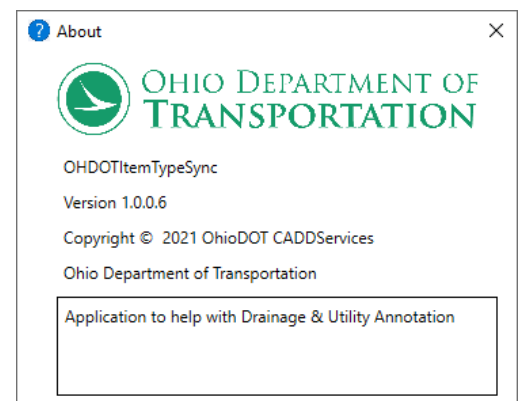 About
OHIO DEPARTMENT OF
TRANSPORTATION
OHDOTItemTypeSync
Version 1.0.0.6
Copyright © 2021 OhioDOT CADDServices
Ohio Department of Transportation
Application to help with Drainage & Utility Annotation